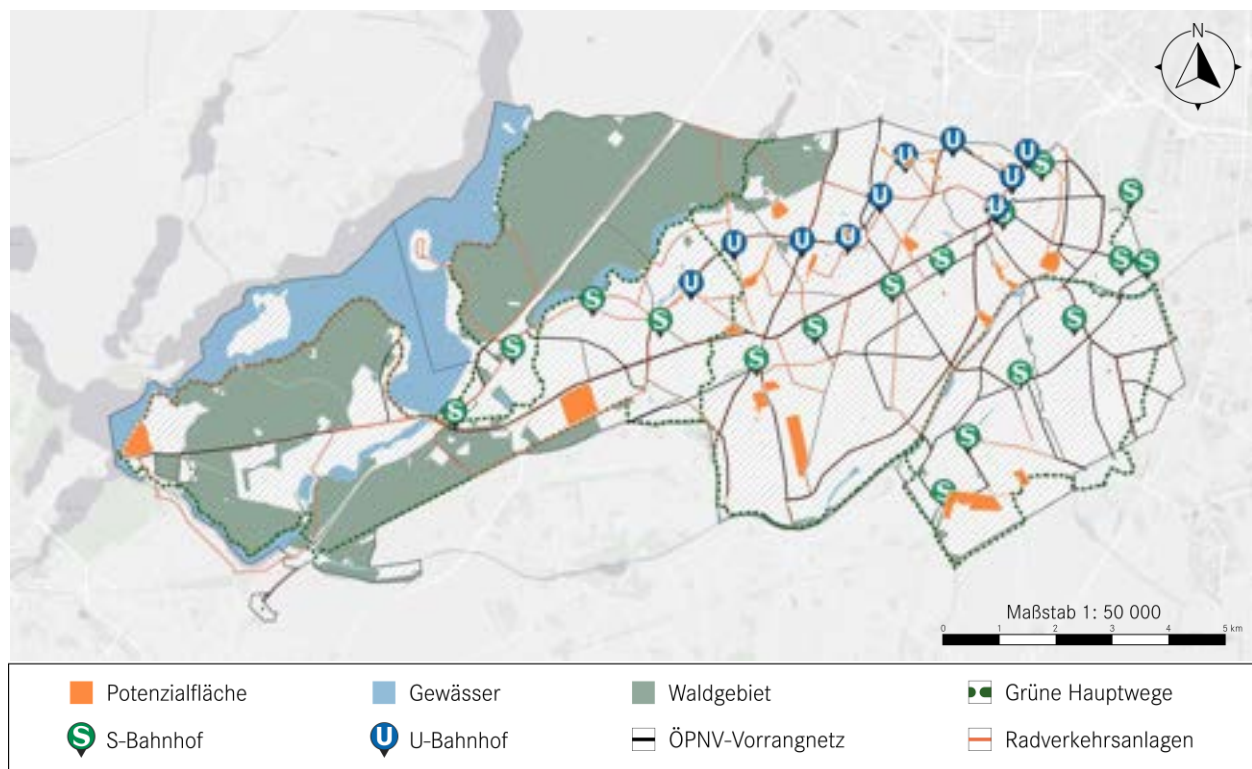 N
Maßstab 1: 50 000
0 1 2 3 4 5 km
S S S S S S S S S S S S S S S S S
U U U U U U U U U U U
Potenzialfläche
Gewässer
Waldgebiet
Grüne Hauptwege
S S-Bahnhof
U U-Bahnhof
ÖPNV-Vorrangnetz
Radverkehrsanlagen